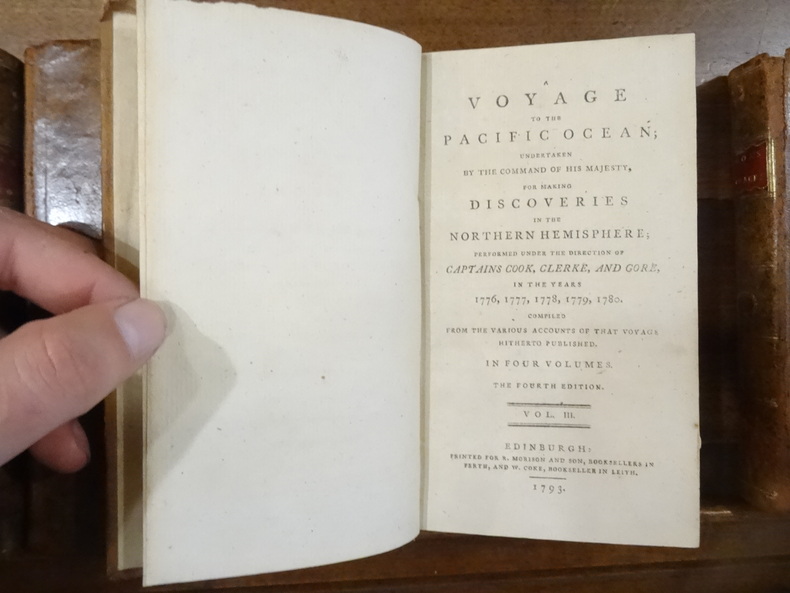 A
VOYAGE
TO THE
PACIFIC OCEAN;
UNDERTAKEN
BY THE COMMAND OF HIS MAJESTY,
FOR MAKING
DISCOVERIES
IN THE
NORTHERN HEMISPHERE;
PERFORMED UNDER THE DIRECTION OF
CAPTAINS COOK, CLERKE, AND GORE,
IN THE YEARS
1776, 1777, 1778, 1779, 1780.
COMPILED
FROM THE VARIOUS ACCOUNTS OF THAT VOYAGE
HITHERTO PUBLISHED.
IN FOUR VOLUMES.
THE FOURTH EDITION.
VOL. III.
EDINBURGH:
PRINTED FOR R. MORISON AND SON, BOOKSELLERS IN
PERTH, AND W. COKE, BOOKSELLER IN LEITH.
1793.